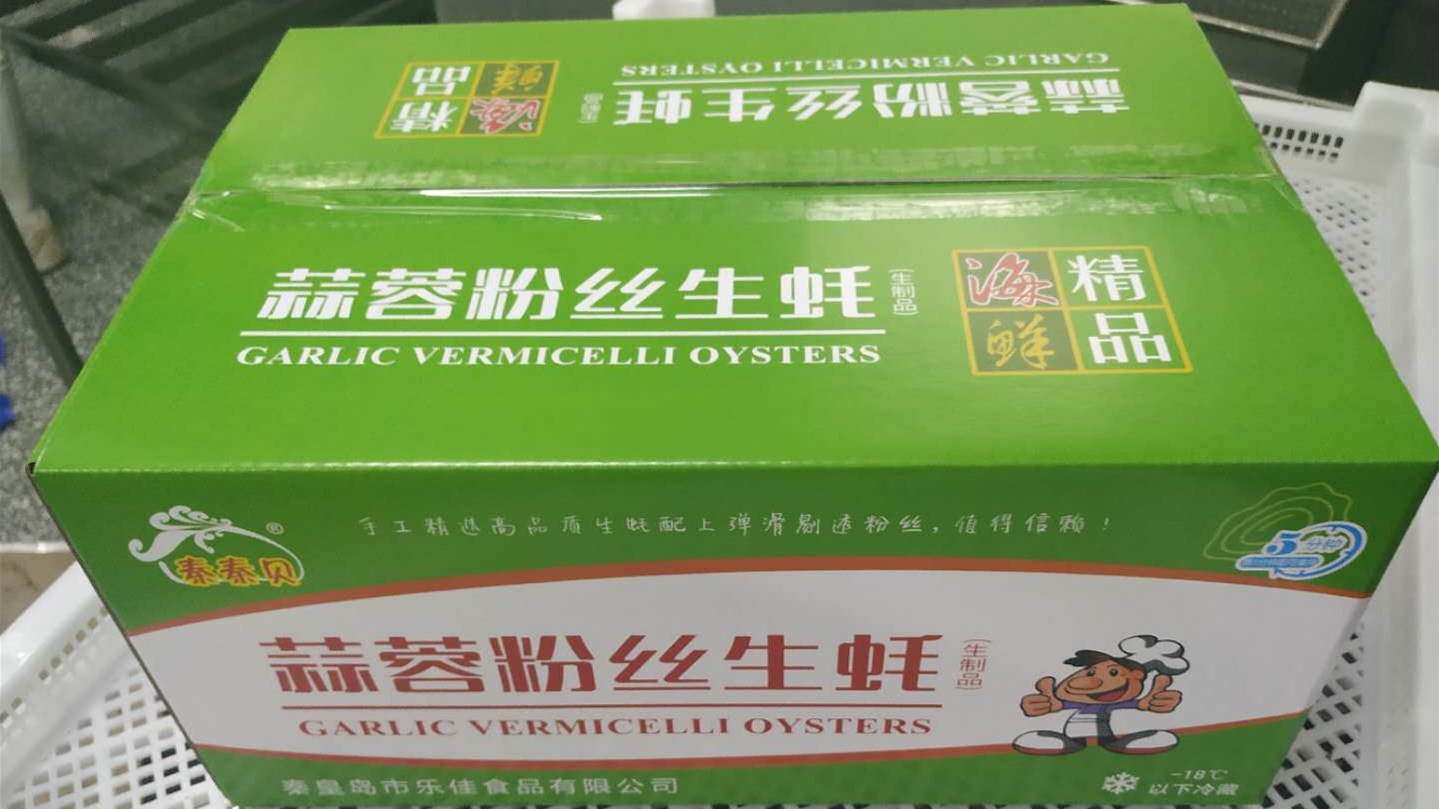 GARLIC VERMICELLI OYSTERS
蒜蓉粉丝生蚝
(生制品)
海鲜
精品
蒜蓉粉丝生蚝
(生制品)
GARLIC VERMICELLI OYSTERS
海鲜
精品
秦秦贝®
手工精选高品质生蚝配上弹滑剔透粉丝,值得信赖!
5分钟
蒜蓉粉丝生蚝
(生制品)
GARLIC VERMICELLI OYSTERS
秦皇岛市乐佳食品有限公司
-18℃
以下冷藏